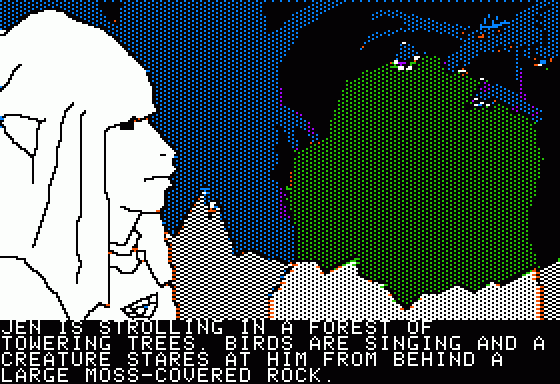 JEN IS STROLLING IN A FOREST OF
TOWERING TREES. BIRDS ARE SINGING AND A
CREATURE STARES AT HIM FROM BEHIND A
LARGE MOSS-COVERED ROCK.